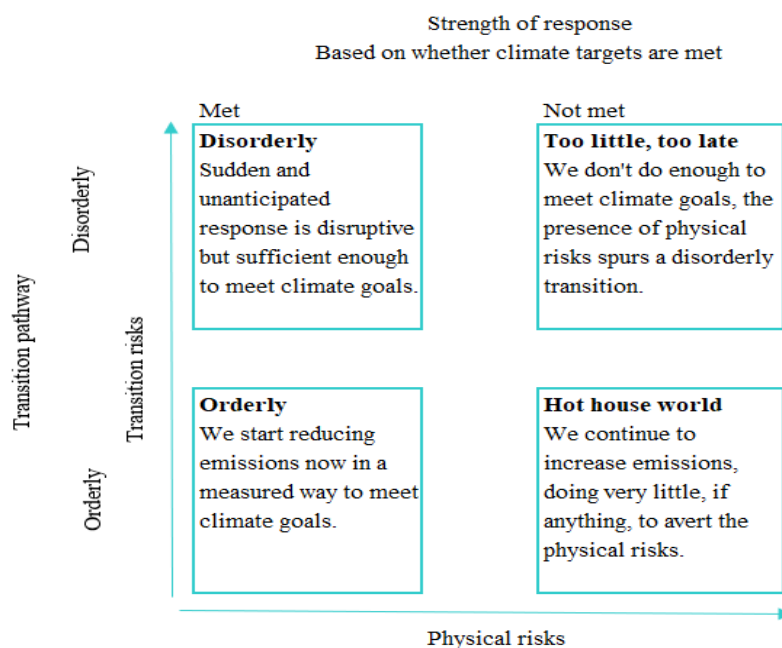 Strength of response
Based on whether climate targets are met
Met
Not met
Disorderly
Sudden and
unanticipated
response is disruptive
but sufficient enough
to meet climate goals.
Too little, too late
We don't do enough to
meet climate goals, the
presence of physical
risks spurs a disorderly
transition.
Transition pathway
Disorderly
Orderly
Transition risks
Orderly
We start reducing
emissions now in a
measured way to meet
climate goals.
Hot house world
We continue to
increase emissions,
doing very little, if
anything, to avert the
physical risks.
Physical risks